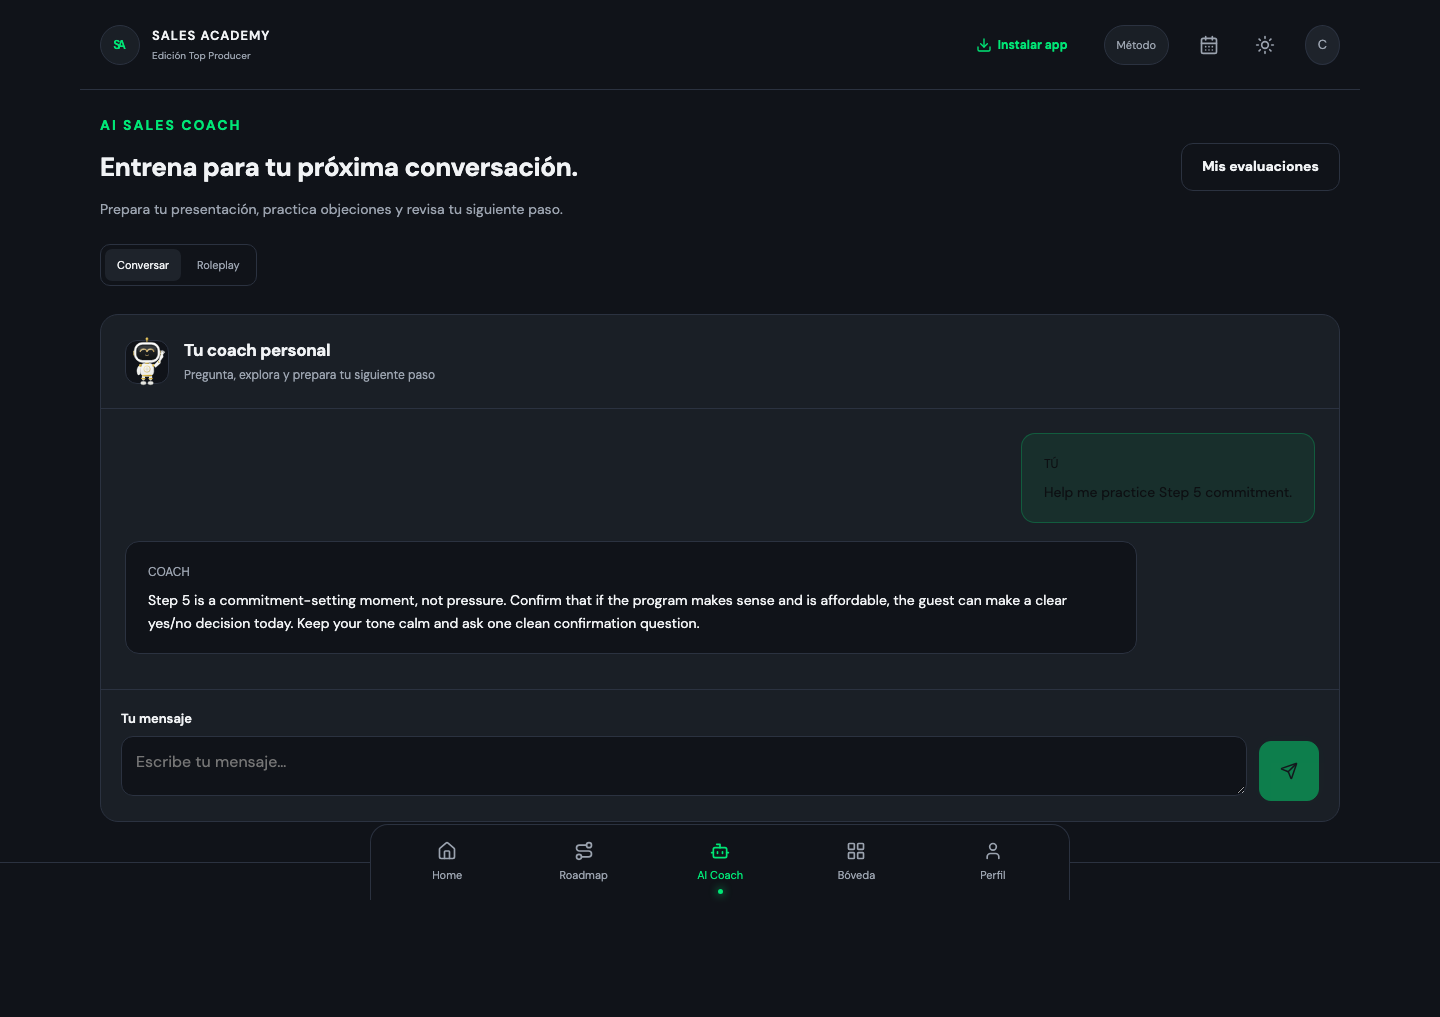 SA
SALES ACADEMY
Edición Top Producer
Instalar app
Método
C
AI SALES COACH
Entrena para tu próxima conversación.
Mis evaluaciones
Prepara tu presentación, practica objeciones y revisa tu siguiente paso.
Conversar
Roleplay
Tu coach personal
Pregunta, explora y prepara tu siguiente paso
TÚ
Help me practice Step 5 commitment.
COACH
Step 5 is a commitment-setting moment, not pressure. Confirm that if the program makes sense and is affordable, the guest can make a clear
yes/no decision today. Keep your tone calm and ask one clean confirmation question.
Tu mensaje
Escribe tu mensaje...
Home
Roadmap
AI Coach
Bóveda
Perfil